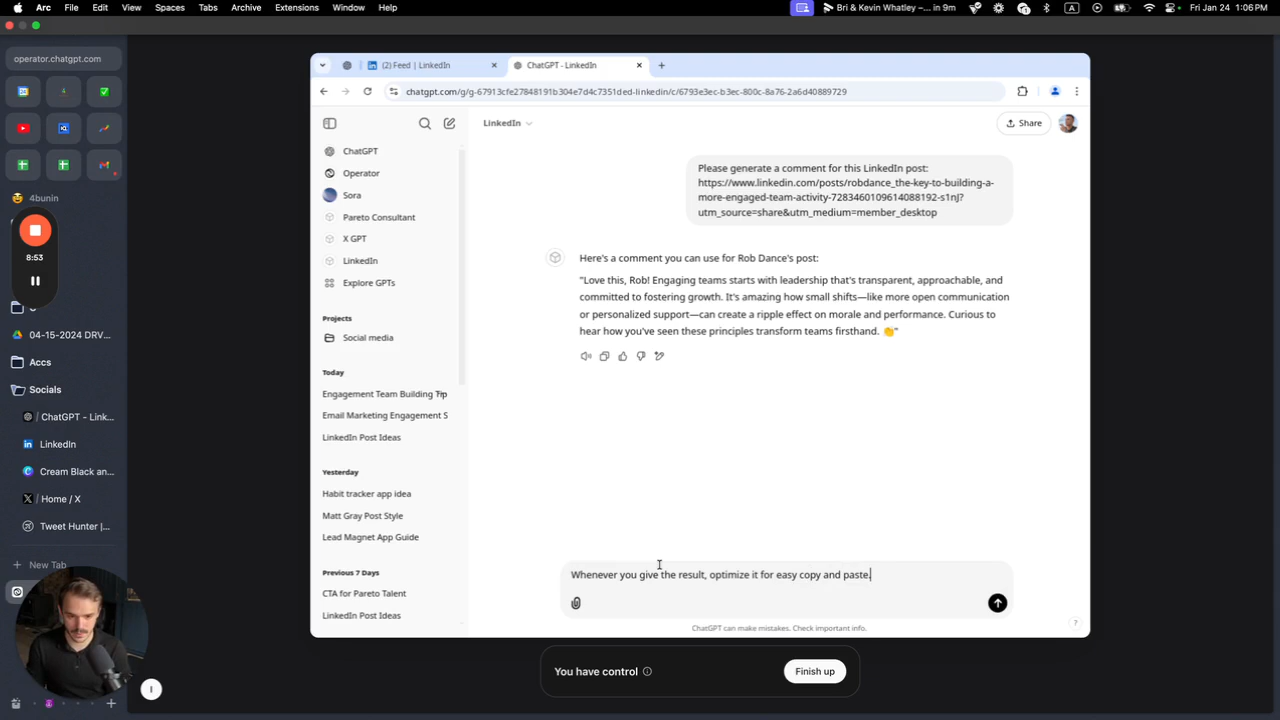 Arc File Edit View Spaces Tabs Archive Extensions Window Help
Bri & Kevin Whatley –... in 9m
Fri Jan 24 1:06 PM
operator.chatgpt.com
4bunin
8:53
04-15-2024 DRV...
Accs
Socials
/ ChatGPT - Link...
LinkedIn
Cream Black an...
/ Home / X
Tweet Hunter |...
New Tab
(2) Feed | LinkedIn
ChatGPT - LinkedIn
chatgpt.com/g/g-67913cfe27848191b304e7d4c7351ded-linkedin/c/6793e3ec-b3ec-800c-8a76-2a6d40889729
ChatGPT
Operator
Sora
Pareto Consultant
X GPT
LinkedIn
Explore GPTs
Projects
Social media
Today
Engagement Team Building Tip
Email Marketing Engagement S
LinkedIn Post Ideas
Yesterday
Habit tracker app idea
Matt Gray Post Style
Lead Magnet App Guide
Previous 7 Days
CTA for Pareto Talent
LinkedIn Post Ideas
LinkedIn
Share
Please generate a comment for this LinkedIn post:
https://www.linkedin.com/posts/robdance_the-key-to-building-a-
more-engaged-team-activity-7283460109614088192-s1nJ?
utm_source=share&utm_medium=member_desktop
Here's a comment you can use for Rob Dance's post:
"Love this, Rob! Engaging teams starts with leadership that's transparent, approachable, and
committed to fostering growth. It's amazing how small shifts—like more open communication
or personalized support—can create a ripple effect on morale and performance. Curious to
hear how you've seen these principles transform teams firsthand. 👏"
Whenever you give the result, optimize it for easy copy and paste.
ChatGPT can make mistakes. Check important info.
?
You have control
Finish up